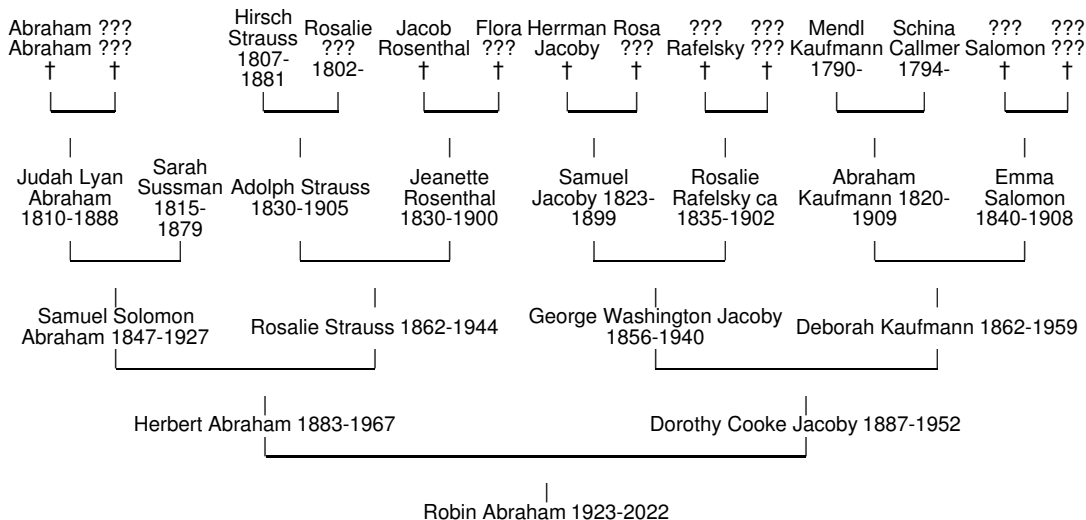 Abraham ???
Abraham ???
† †
Hirsch
Strauss
1807-
1881
Rosalie
???
1802-
Jacob
Rosenthal
†
Flora
???
†
Herrman
Jacoby
†
Rosa
???
†
???
Rafelsky
†
???
???
†
Mendl
Kaufmann
1790-
Schina
Callmer
1794-
???
Salomon
†
???
???
†
Judah Lyan
Abraham
1810-1888
Sarah
Sussman
1815-
1879
Adolph Strauss
1830-1905
Jeanette
Rosenthal
1830-1900
Samuel
Jacoby 1823-
1899
Rosalie
Rafelsky ca
1835-1902
Abraham
Kaufmann 1820-
1909
Emma
Salomon
1840-1908
Samuel Solomon
Abraham 1847-1927
Rosalie Strauss 1862-1944
George Washington Jacoby
1856-1940
Deborah Kaufmann 1862-1959
Herbert Abraham 1883-1967
Dorothy Cooke Jacoby 1887-1952
Robin Abraham 1923-2022